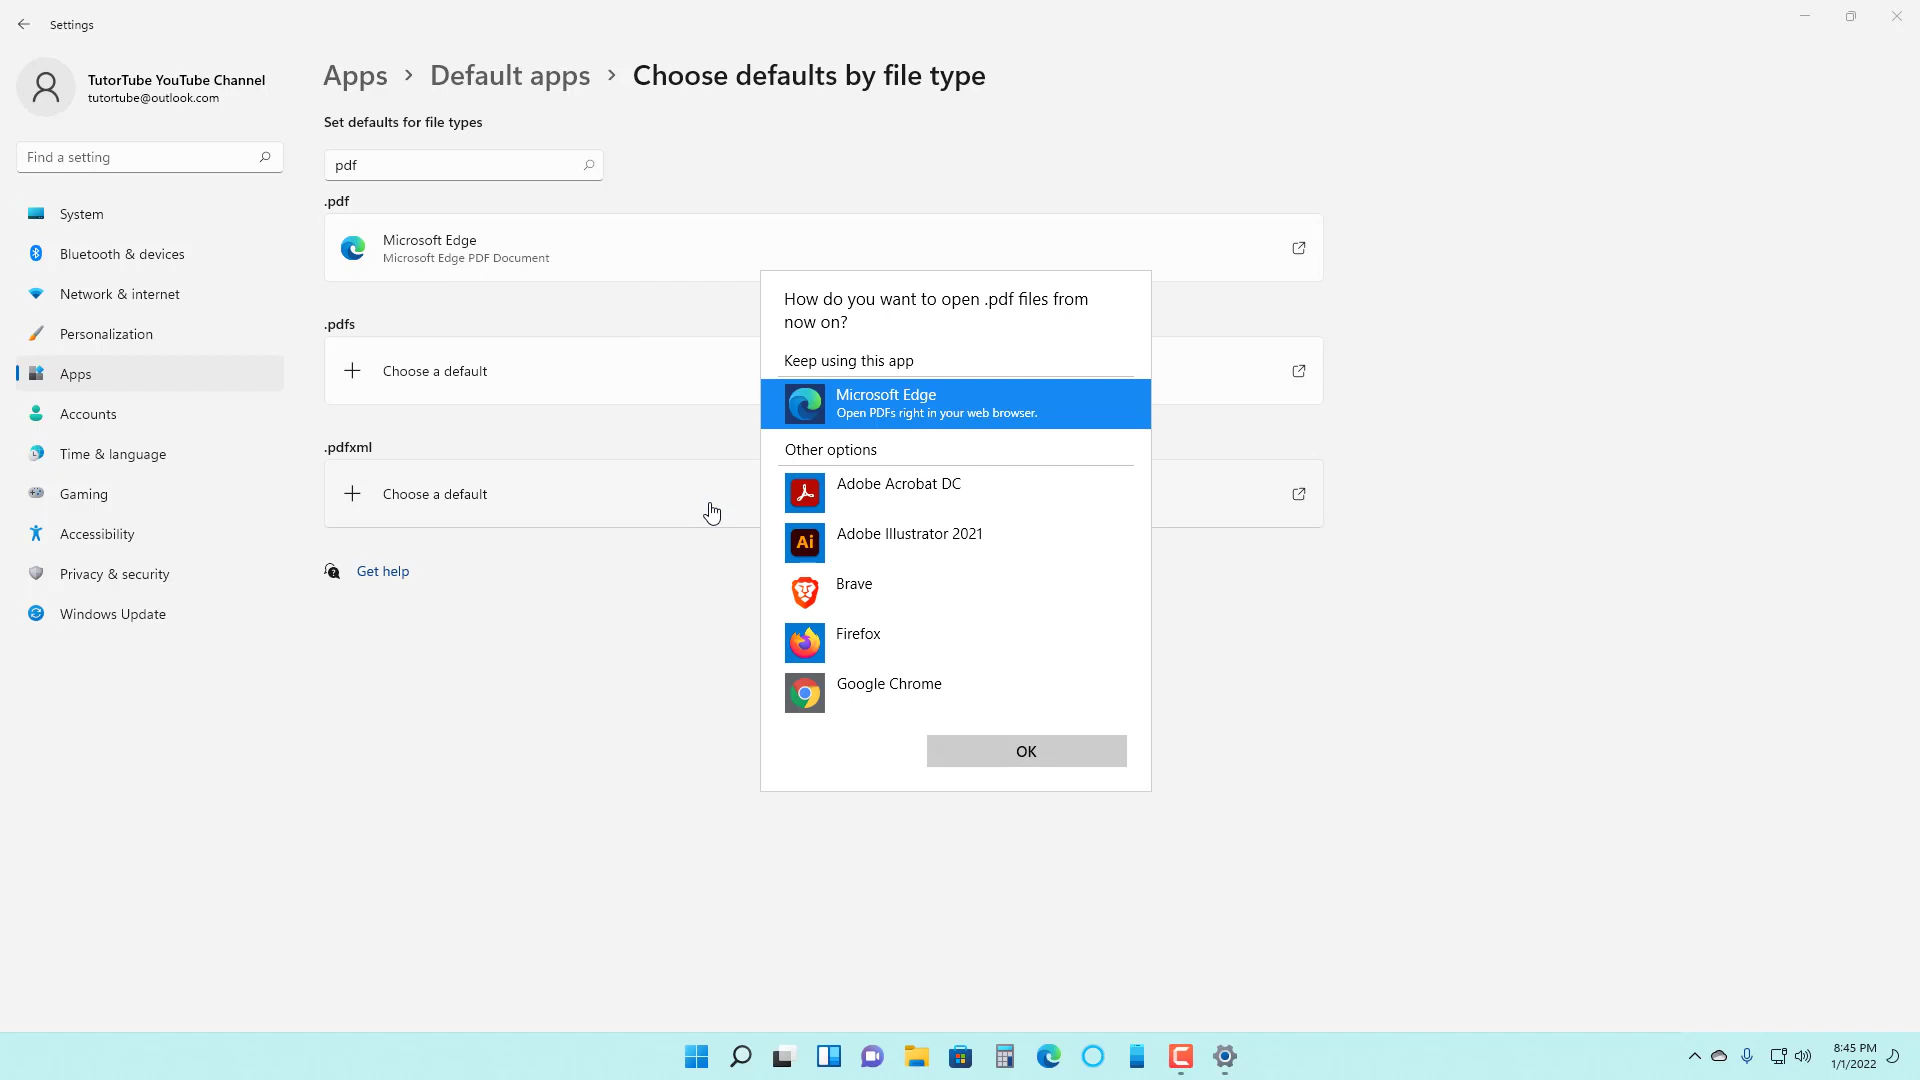 Settings
TutorTube YouTube Channel
tutortube@outlook.com
Find a setting
System
Bluetooth & devices
Network & internet
Personalization
Apps
Accounts
Time & language
Gaming
Accessibility
Privacy & security
Windows Update
Apps > Default apps > Choose defaults by file type
Set defaults for file types
pdf
.pdf
Microsoft Edge
Microsoft Edge PDF Document
.pdfs
Choose a default
.pdfxml
Choose a default
Get help
How do you want to open .pdf files from
now on?
Keep using this app
Microsoft Edge
Open PDFs right in your web browser.
Other options
Adobe Acrobat DC
Ai
Adobe Illustrator 2021
Brave
Firefox
Google Chrome
OK
8:45 PM
1/1/2022